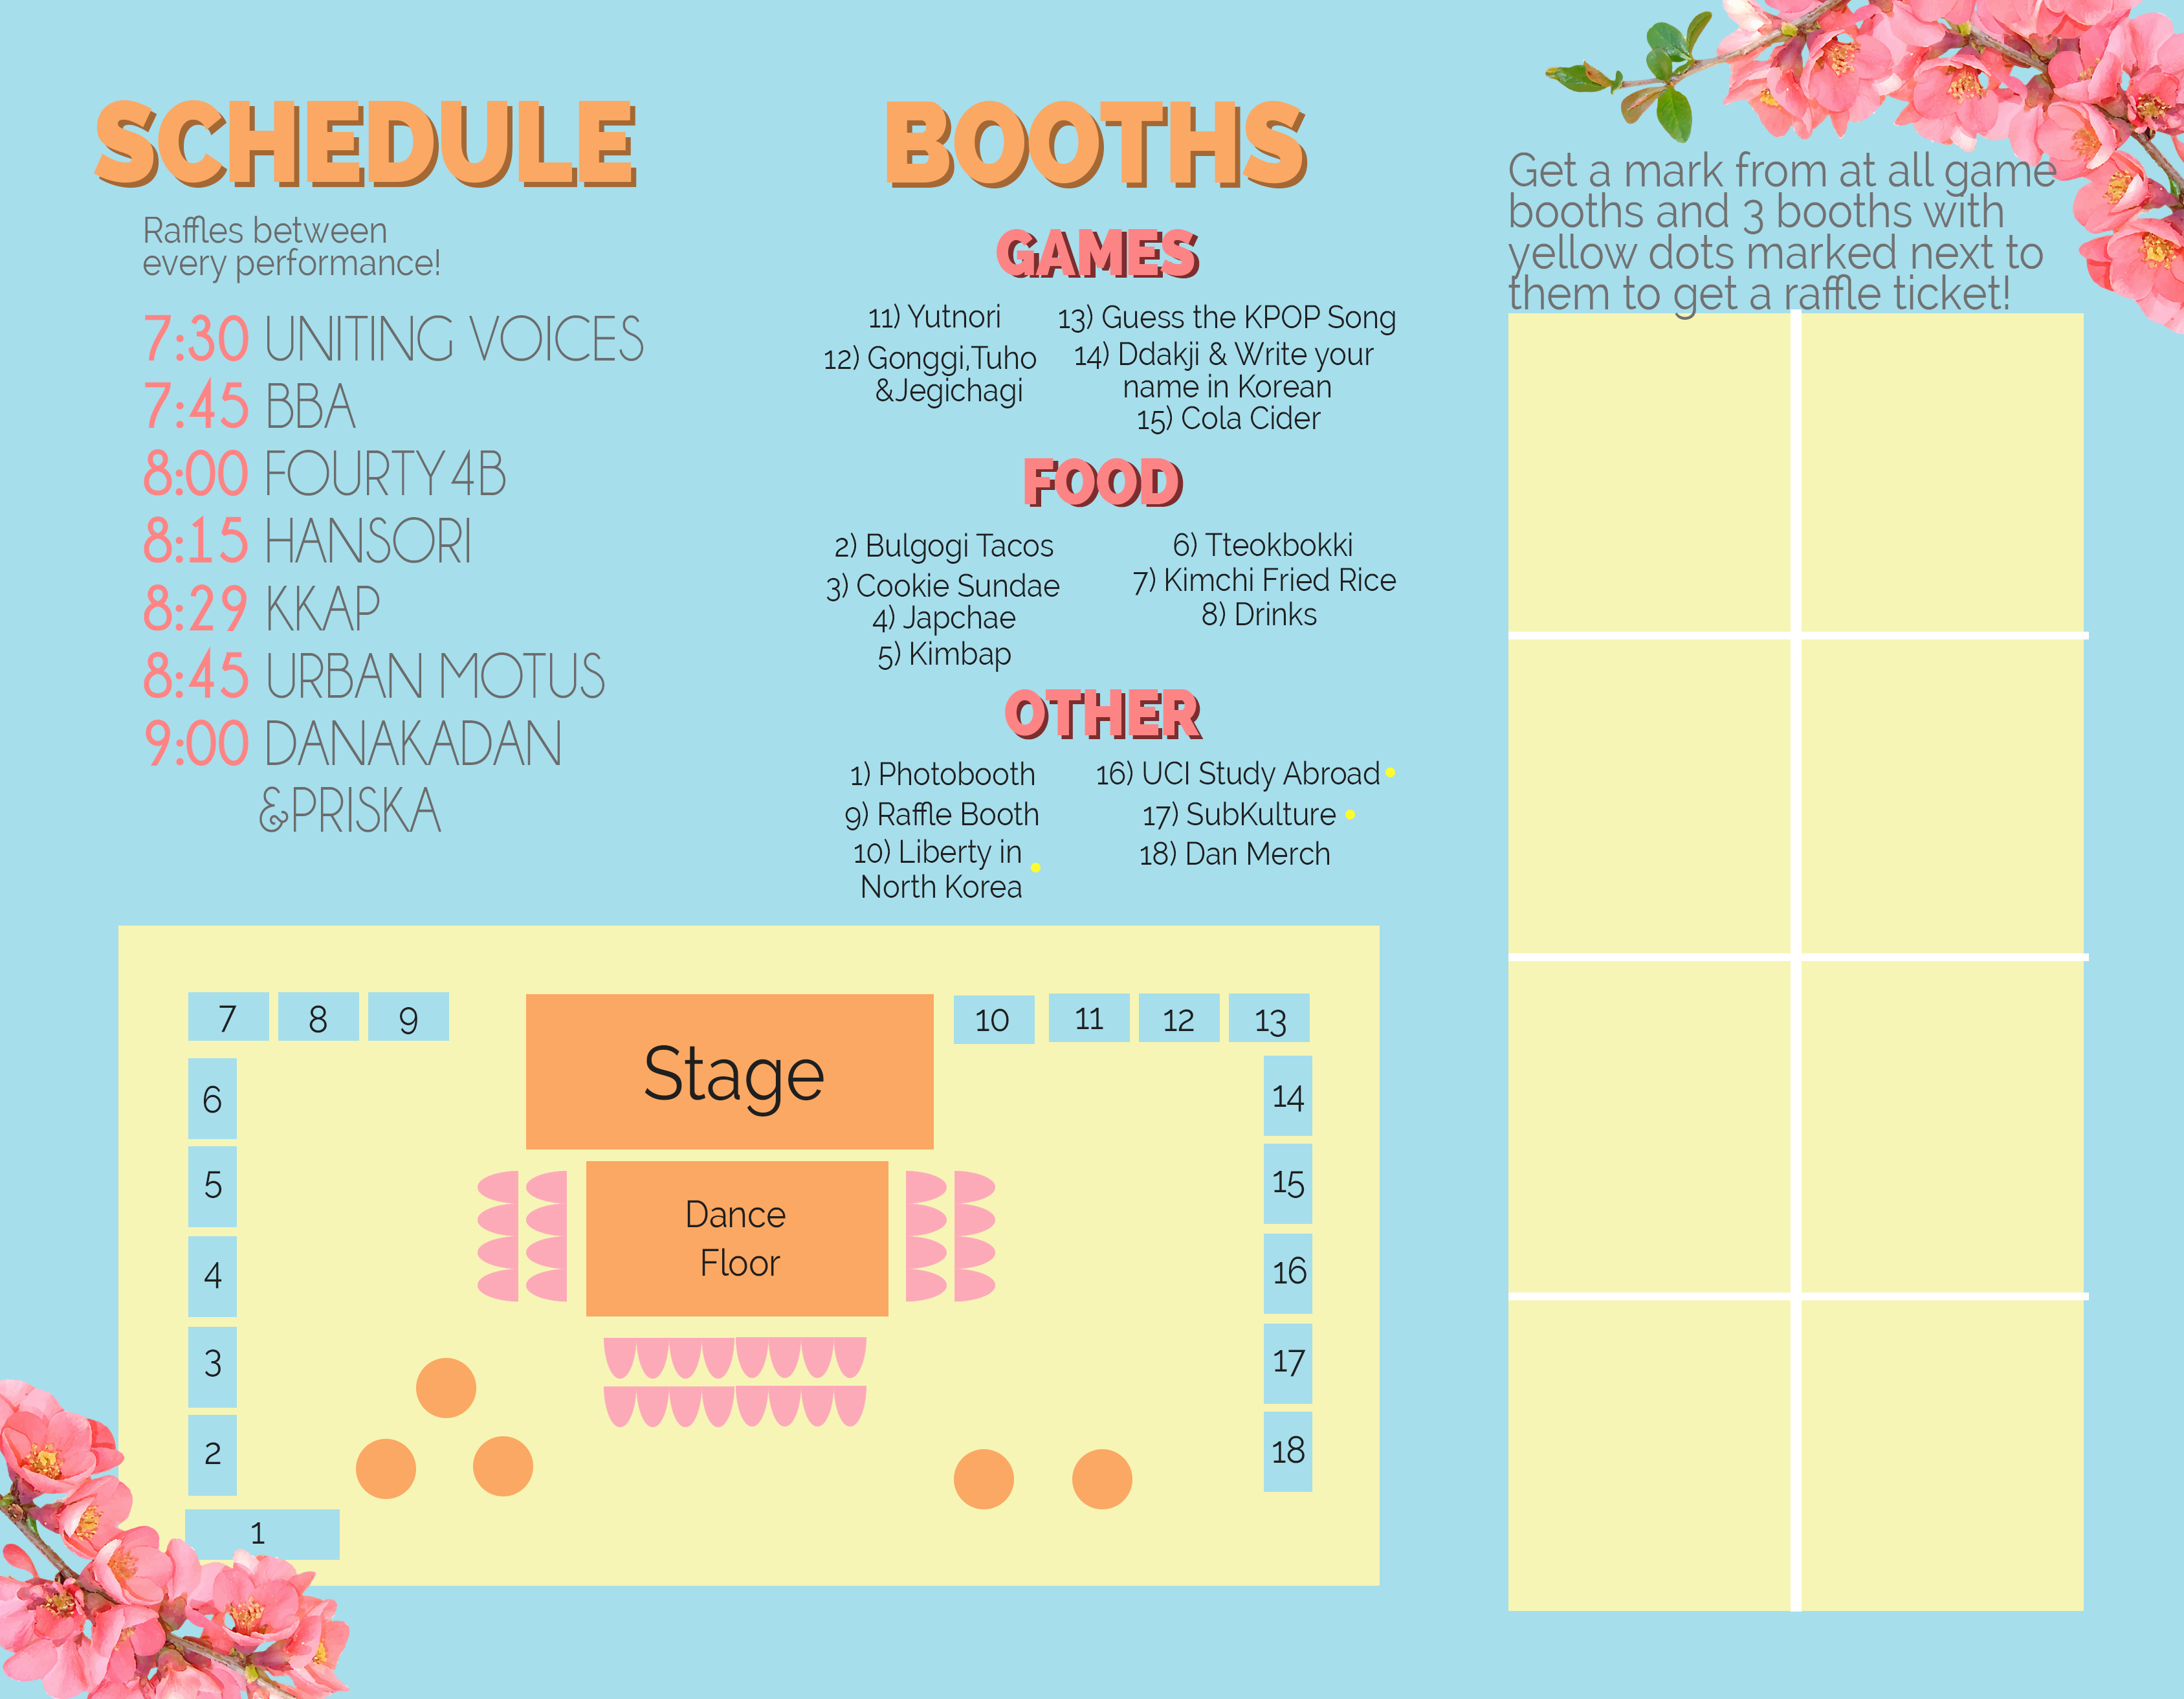 SCHEDULE
Raffles between
every performance!
7:30 UNITING VOICES
7:45 BBA
8:00 FOURTY4B
8:15 HANSORI
8:29 KKAP
8:45 URBAN MOTUS
9:00 DANAKADAN
&PRISKA
BOOTHS
GAMES
11) Yutnori
12) Gonggi,Tuho
&Jegichagi
13) Guess the KPOP Song
14) Ddakji & Write your
name in Korean
15) Cola Cider
FOOD
2) Bulgogi Tacos
3) Cookie Sundae
4) Japchae
5) Kimbap
6) Tteokbokki
7) Kimchi Fried Rice
8) Drinks
OTHER
1) Photobooth
9) Raffle Booth
10) Liberty in
North Korea
16) UCI Study Abroad
17) SubKulture
18) Dan Merch
Get a mark from at all game
booths and 3 booths with
yellow dots marked next to
them to get a raffle ticket!
7 8 9
Stage
10 11 12 13
6
5
4
3
2
1
Dance
Floor
14
15
16
17
18